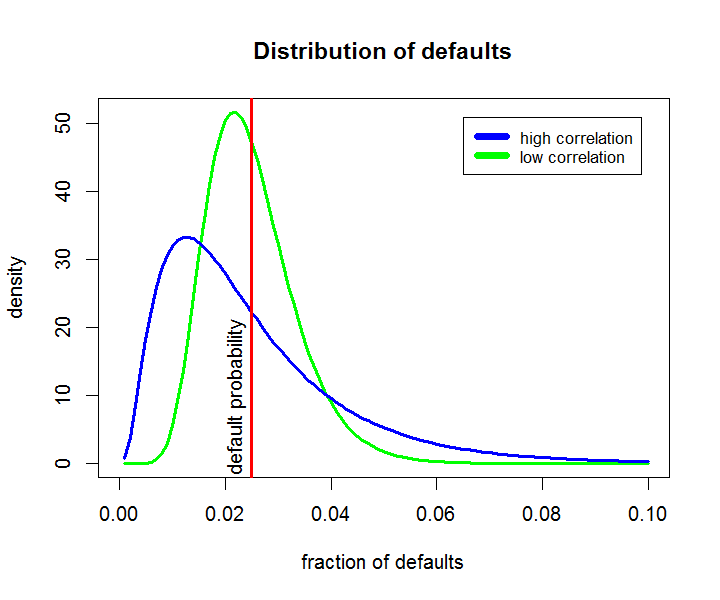 Distribution of defaults
high correlation
low correlation
density
50
40
30
20
10
0
default probability
0.00 0.02 0.04 0.06 0.08 0.10
fraction of defaults